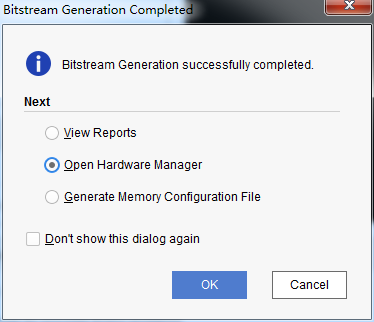 Bitstream Generation Completed
Bitstream Generation successfully completed.
Next
View Reports
Open Hardware Manager
Generate Memory Configuration File
Don't show this dialog again
OK
Cancel